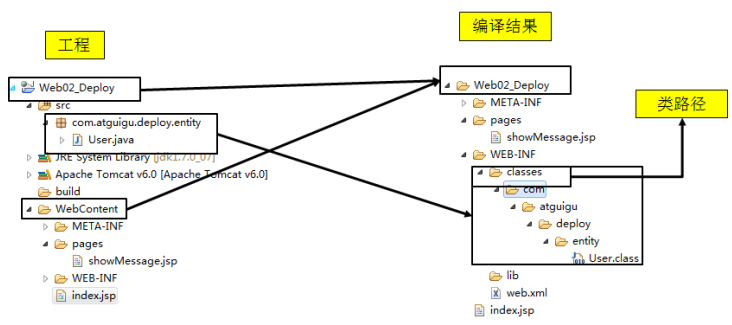 工程
Web02_Deploy
src
com.atguigu.deploy.entity
User.java
JRE System Library [jdk1.7.0_07]
Apache Tomcat v6.0 [Apache Tomcat v6.0]
build
WebContent
META-INF
pages
showMessage.jsp
WEB-INF
index.jsp
编译结果
Web02_Deploy
META-INF
pages
showMessage.jsp
WEB-INF
classes
com
atguigu
deploy
entity
User.class
lib
web.xml
index.jsp
类路径